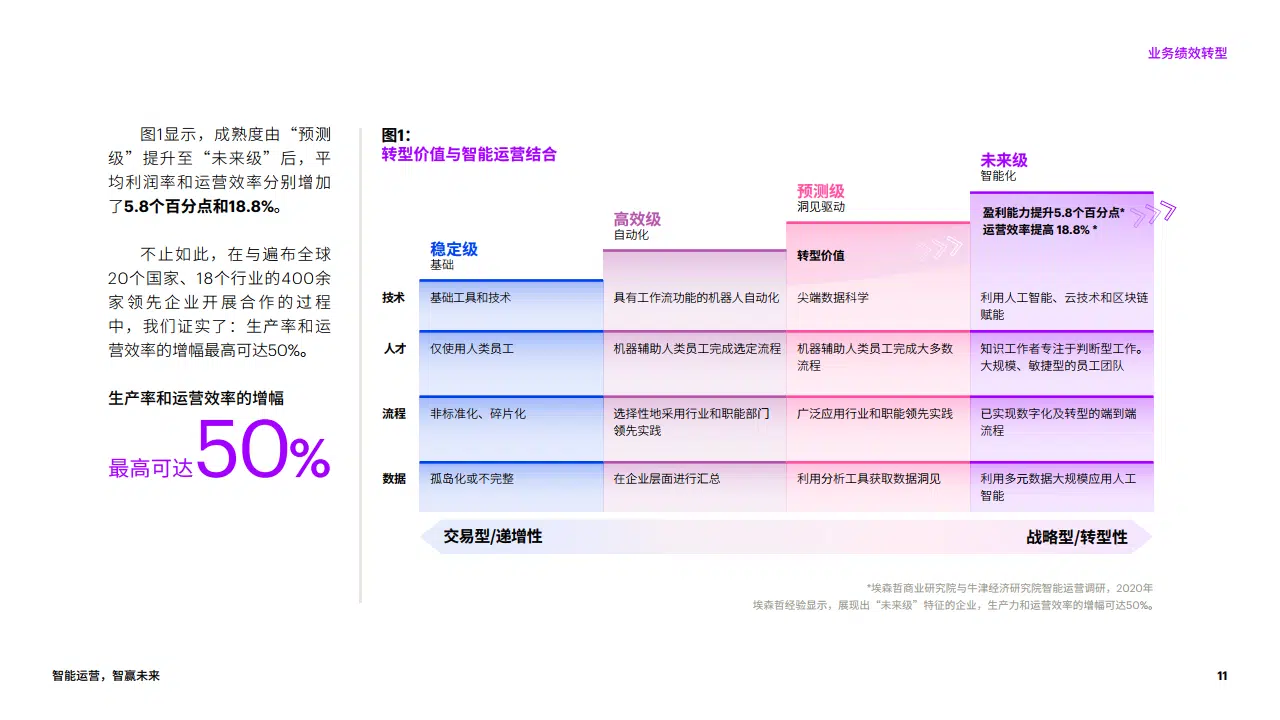 业务绩效转型
图1显示，成熟度由“预测
级”提升至“未来级”后，平
均利润率和运营效率分别增加
了5.8个百分点和18.8%。
不止如此，在与遍布全球
20个国家、18个行业的400余
家领先企业开展合作的过程
中，我们证实了：生产率和运
营效率的增幅最高可达50%。
生产率和运营效率的增幅
最高可达50%
图1：
转型价值与智能运营结合
稳定级
基础
高效级
自动化
预测级
洞见驱动
转型价值
未来级
智能化
盈利能力提升5.8个百分点*
运营效率提高 18.8% *
技术
基础工具和技术
具有工作流功能的机器人自动化
尖端数据科学
利用人工智能、云技术和区块链
赋能
人才
仅使用人类员工
机器辅助人类员工完成选定流程
机器辅助人类员工完成大多数
流程
知识工作者专注于判断型工作。
大规模、敏捷型的员工团队
流程
非标准化、碎片化
选择性地采用行业和职能部门
领先实践
广泛应用行业和职能领先实践
已实现数字化及转型的端到端
流程
数据
孤岛化或不完整
在企业层面进行汇总
利用分析工具获取数据洞见
利用多元数据大规模应用人工
智能
交易型/递增性
战略型/转型性
*埃森哲商业研究院与牛津经济研究院智能运营调研，2020年
埃森哲经验显示，展现出“未来级”特征的企业，生产力和运营效率的增幅可达50%。
智能运营，智赢未来
11